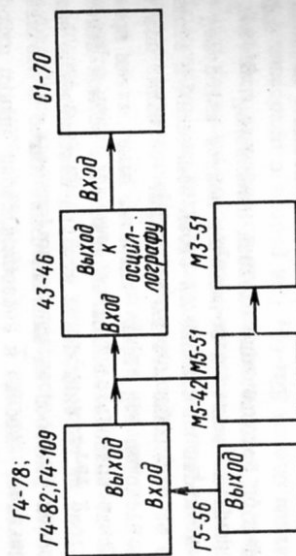 Г4-78;
Г4-82; Г4-109
Выход
Вход
Г5-56
Выход
43-46
Выход
к
осцил-
лографу
Вход
М5-42
М5-51
М3-51
Вход
С1-70